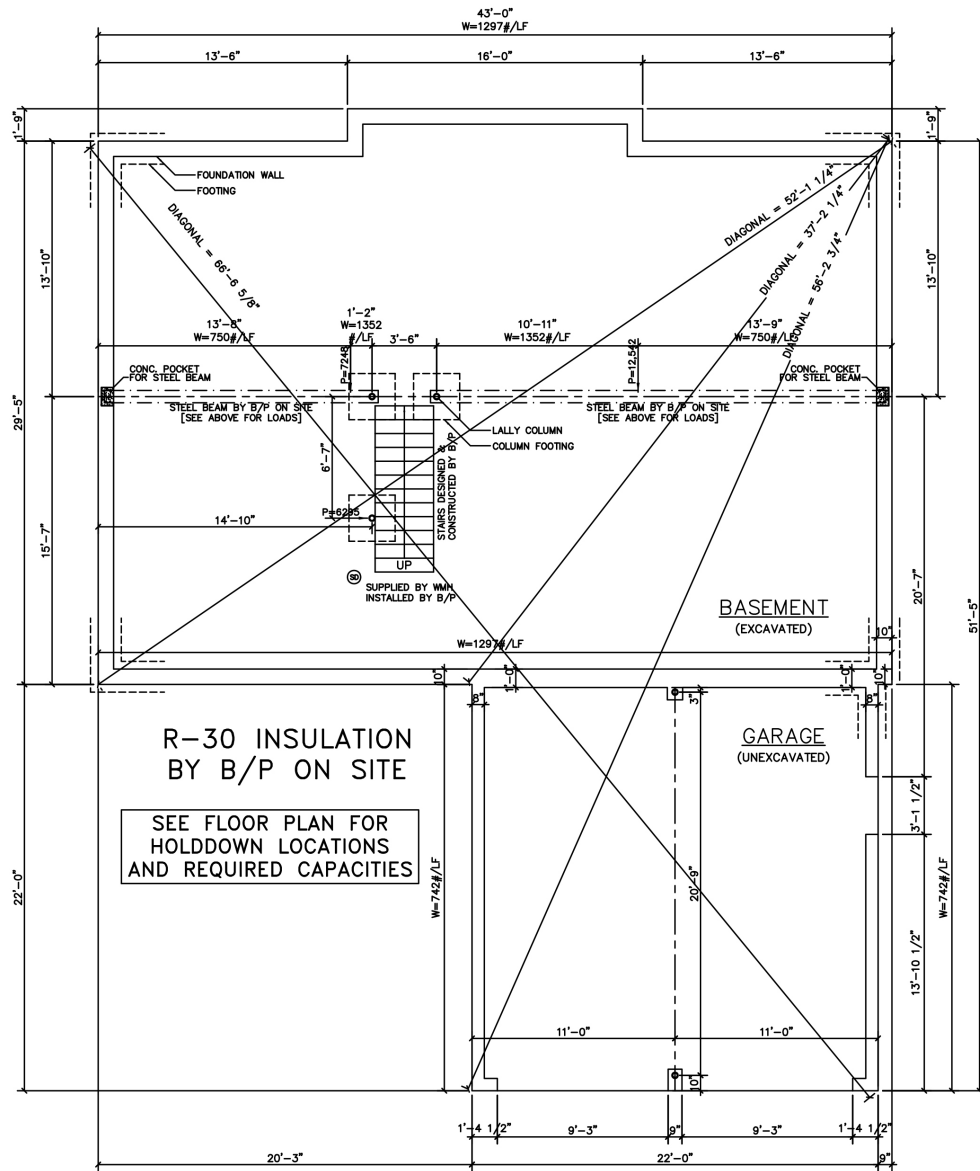 43'-0"
W=1297#/LF
13'-6"
16'-0"
13'-6"
1'-9"
1'-9"
FOUNDATION WALL
FOOTING
DIAGONAL = 66'-6 5/8"
DIAGONAL = 52'-1 1/4"
DIAGONAL = 37'-2 1/4"
DIAGONAL = 56'-2 3/4"
13'-10"
13'-10"
13'-8"
W=750#/LF
1'-2"
W=1352
#/LF
3'-6"
10'-11"
W=1352#/LF
13'-9"
W=750#/LF
P=7248
P=12,542
CONC. POCKET
FOR STEEL BEAM
CONC. POCKET
FOR STEEL BEAM
STEEL BEAM BY B/P ON SITE
[SEE ABOVE FOR LOADS]
STEEL BEAM BY B/P ON SITE
[SEE ABOVE FOR LOADS]
LALLY COLUMN
COLUMN FOOTING
29'-5"
6'-7"
STAIRS DESIGNED &
CONSTRUCTED BY B/P
P=6295
14'-10"
15'-7"
UP
SD
SUPPLIED BY WMH
INSTALLED BY B/P
20'-7"
51'-5"
BASEMENT
(EXCAVATED)
10"
W=1297#/LF
10"
1'-0"
1'-0"
10"
8"
3"
8"
R-30 INSULATION
BY B/P ON SITE
GARAGE
(UNEXCAVATED)
3'-1 1/2"
SEE FLOOR PLAN FOR
HOLDDOWN LOCATIONS
AND REQUIRED CAPACITIES
22'-0"
W=742#/LF
20'-9"
W=742#/LF
13'-10 1/2"
11'-0"
11'-0"
10"
1'-4 1/2"
9'-3"
9"
9'-3"
1'-4 1/2"
20'-3"
22'-0"
9"